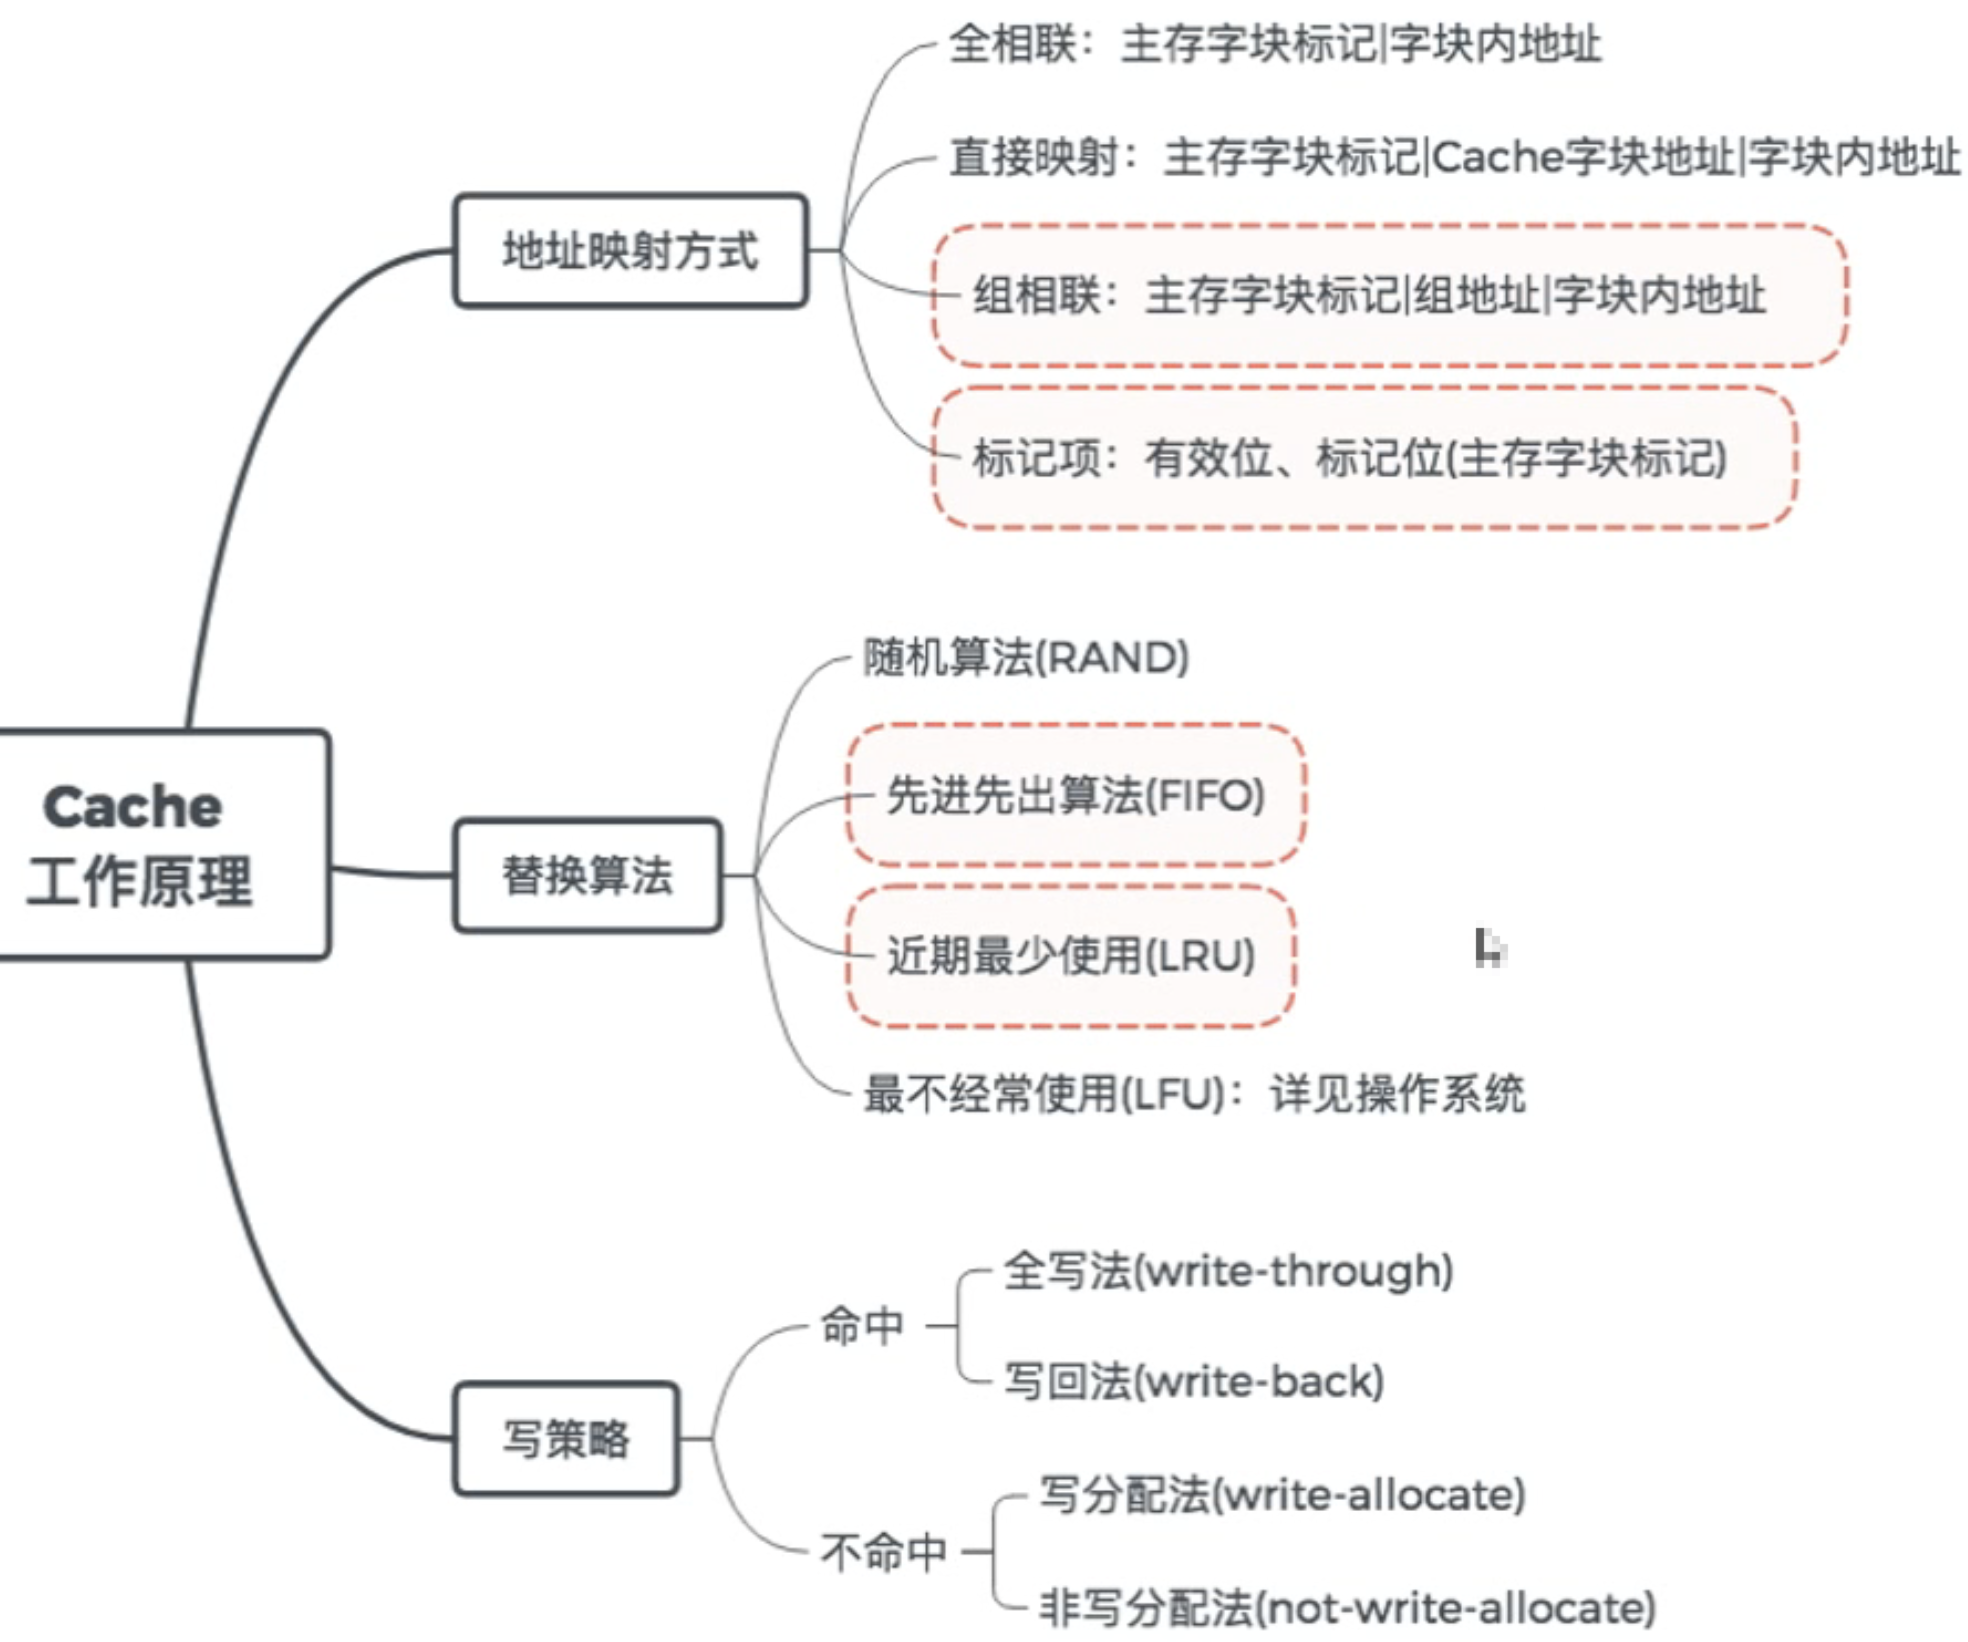 全相联：主存字块标记|字块内地址
直接映射：主存字块标记|Cache字块地址|字块内地址
地址映射方式
组相联：主存字块标记|组地址|字块内地址
标记项：有效位、标记位(主存字块标记)
随机算法(RAND)
先进先出算法(FIFO)
Cache
工作原理
替换算法
近期最少使用(LRU)
最不经常使用(LFU)：详见操作系统
全写法(write-through)
命中
写回法(write-back)
写策略
写分配法(write-allocate)
不命中
非写分配法(not-write-allocate)